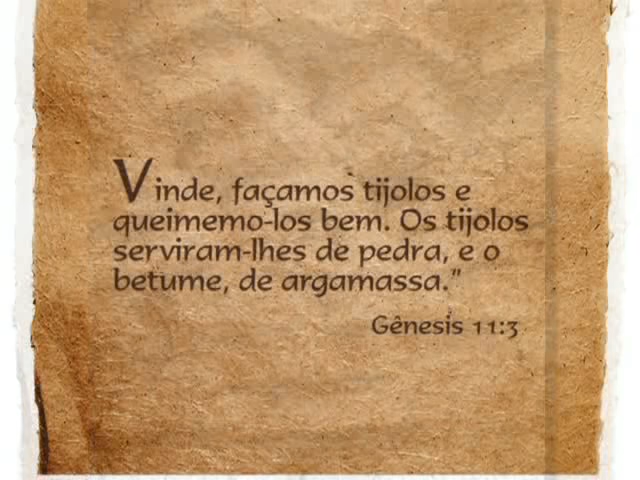 Vinde, façamos tijolos e
queimemo-los bem. Os tijolos
serviram-lhes de pedra, e o
betume, de argamassa.”
Gênesis 11:3